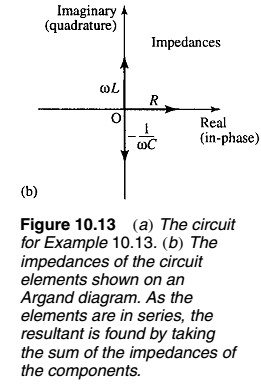 Imaginary
(quadrature)
Impedances
ωL
R
O
Real
(in-phase)
- 1/ωC
(b)
Figure 10.13 (a) The circuit
for Example 10.13. (b) The
impedances of the circuit
elements shown on an
Argand diagram. As the
elements are in series, the
resultant is found by taking
the sum of the impedances of
the components.